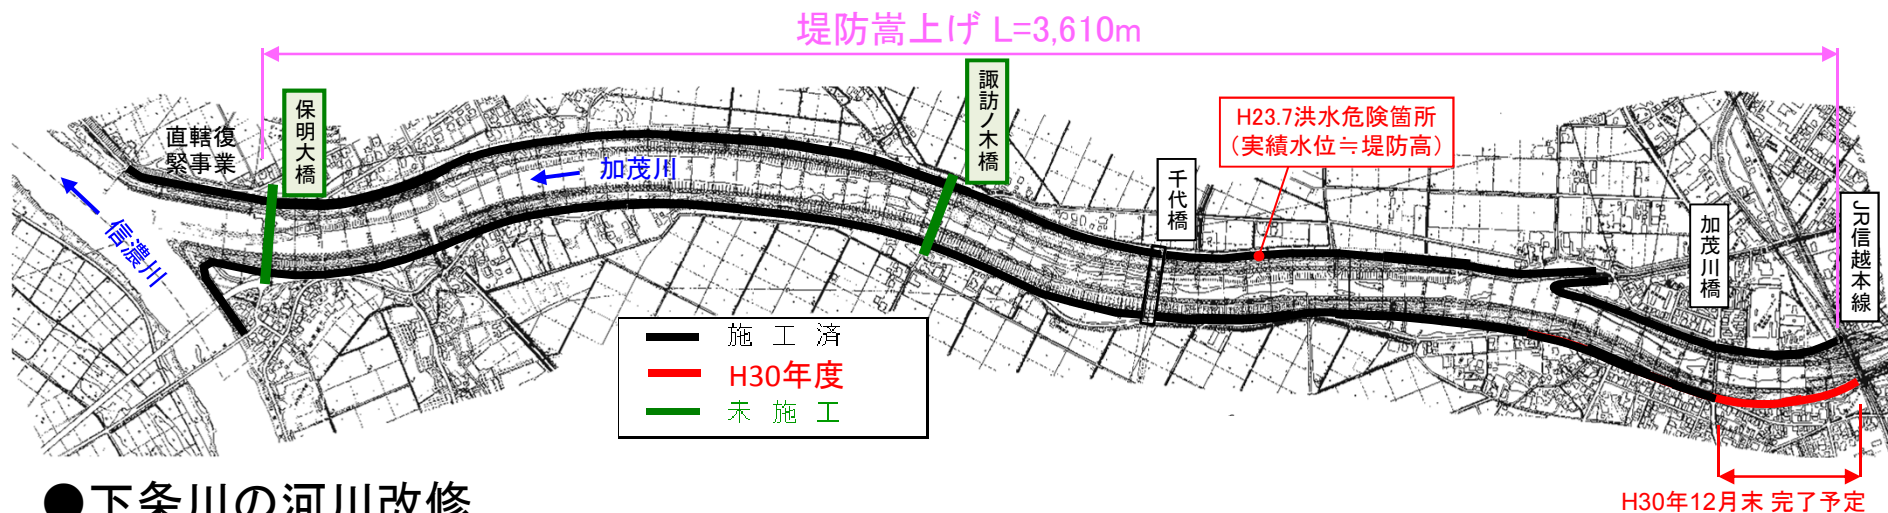 堤防嵩上げ L=3,610m
直轄復
緊事業
保明大橋
諏訪ノ木橋
千代橋
H23.7洪水危険箇所
(実績水位≒堤防高)
加茂川橋
JR信越本線
加茂川
信濃川
施工済
H30年度
未施工
H30年12月末 完了予定
●下条川の河川改修